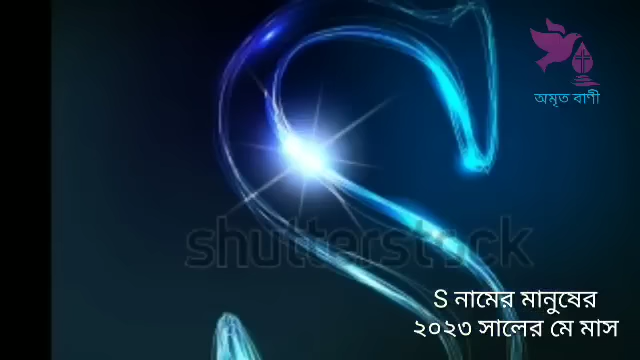 অমৃত বাণী
S
shutterstock
S নামের মানুষের
২০২৩ সালের মে মাস